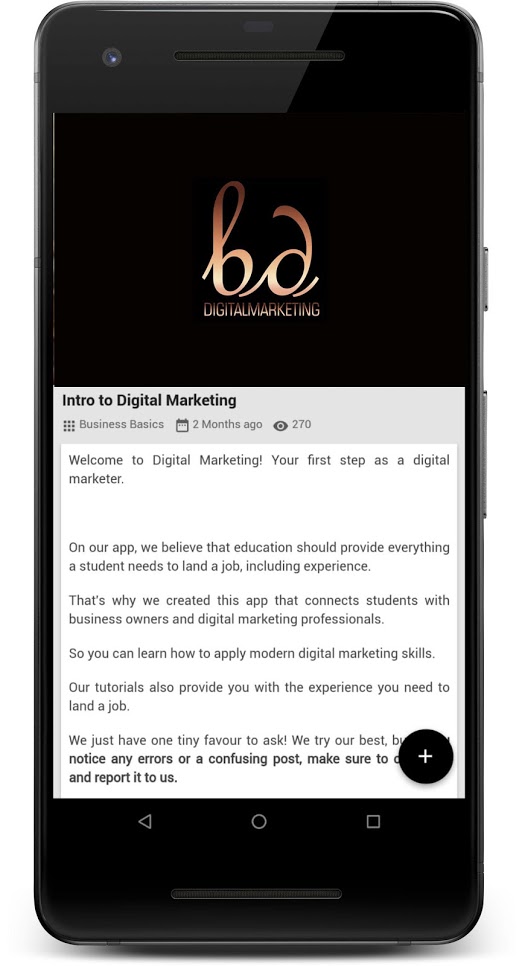 bd
DIGITALMARKETING
Intro to Digital Marketing
Business Basics 2 Months ago 270
Welcome to Digital Marketing! Your first step as a digital
marketer.
On our app, we believe that education should provide everything
a student needs to land a job, including experience.
That's why we created this app that connects students with
business owners and digital marketing professionals.
So you can learn how to apply modern digital marketing skills.
Our tutorials also provide you with the experience you need to
land a job.
We just have one tiny favour to ask! We try our best,
notice any errors or a confusing post, make sure to
and report it to us.